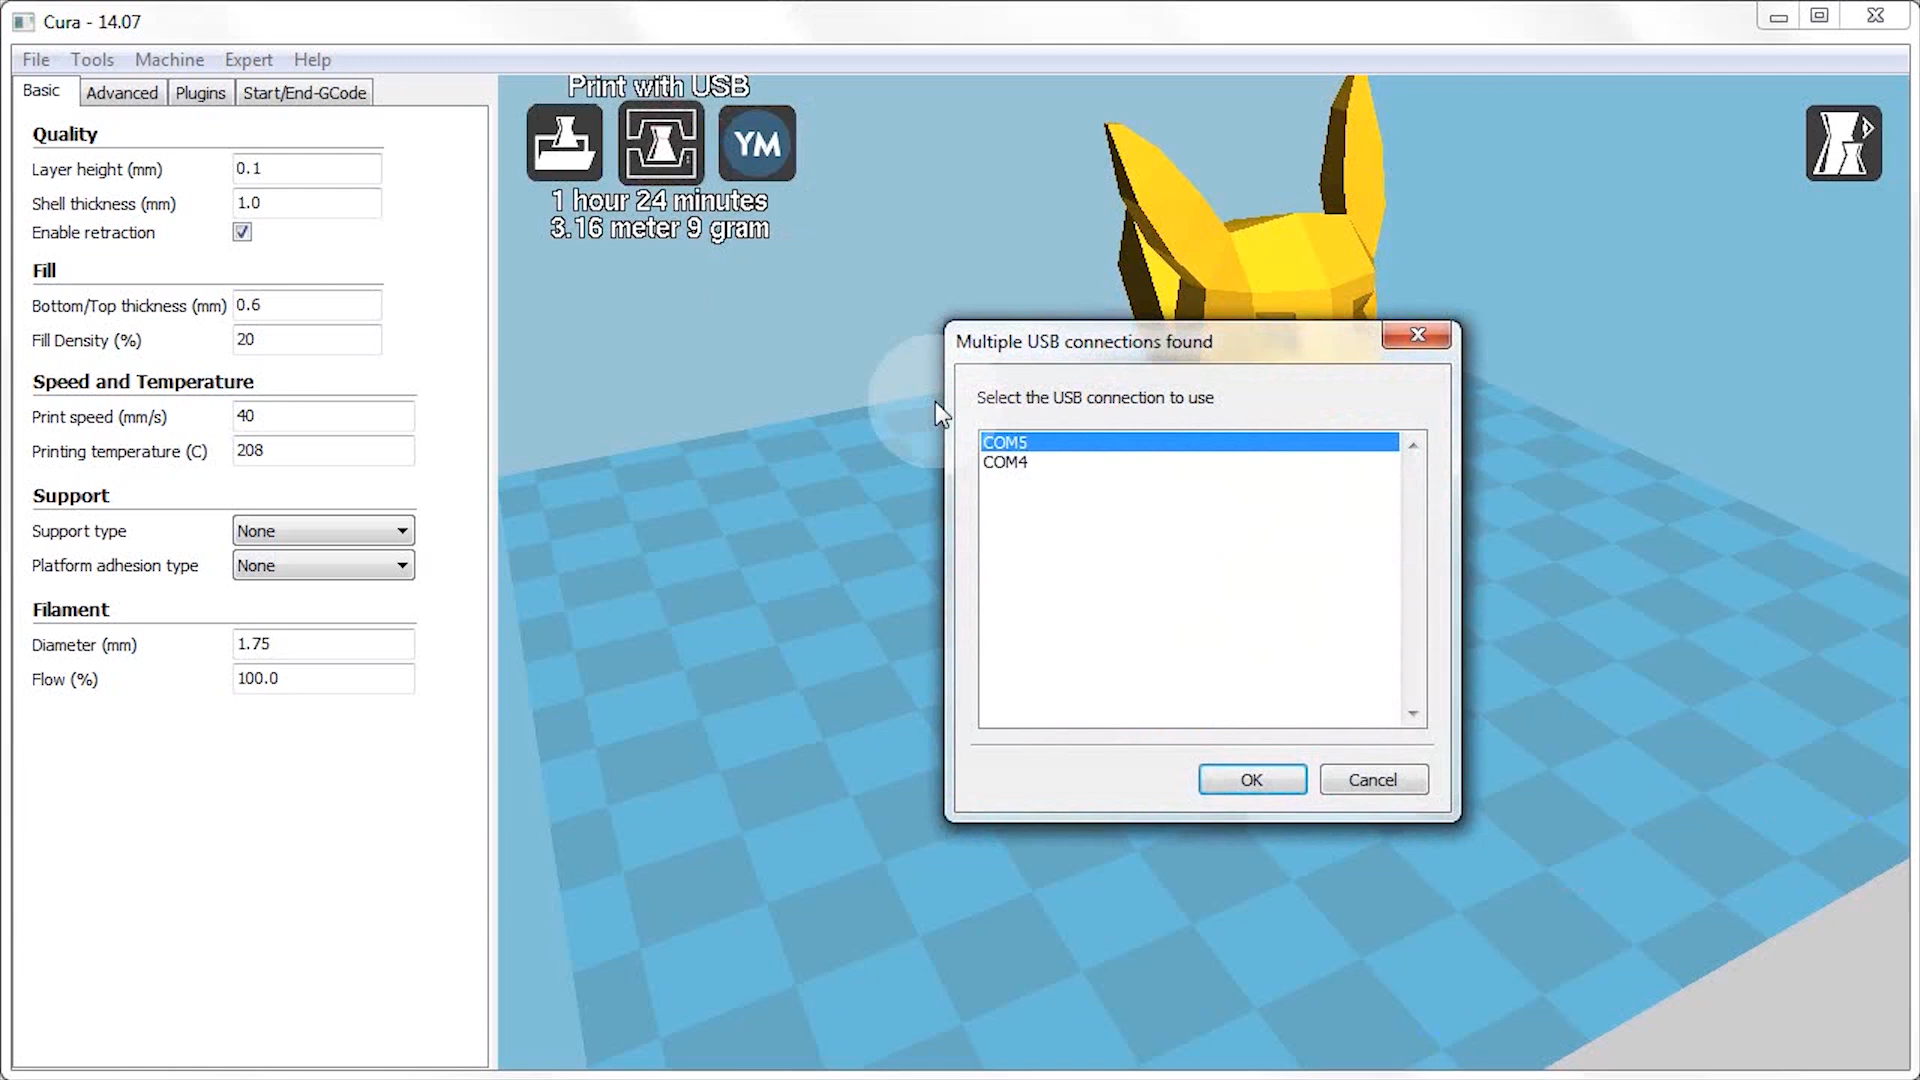 Cura - 14.07
File Tools Machine Expert Help
Basic Advanced Plugins Start/End-GCode
Quality
Layer height (mm) 0.1
Shell thickness (mm) 1.0
Enable retraction
Fill
Bottom/Top thickness (mm) 0.6
Fill Density (%) 20
Speed and Temperature
Print speed (mm/s) 40
Printing temperature (C) 208
Support
Support type None
Platform adhesion type None
Filament
Diameter (mm) 1.75
Flow (%) 100.0
Print with USB
YM
1 hour 24 minutes
3.16 meter 9 gram
Multiple USB connections found
Select the USB connection to use
COM5
COM4
OK Cancel